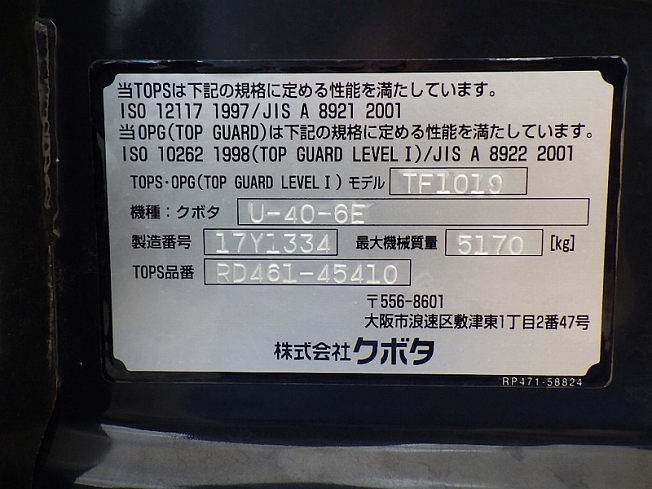 当TOPSは下記の規格に定める性能を満たしています。
ISO 12117 1997/JIS A 8921 2001
当OPG(TOP GUARD)は下記の規格に定める性能を満たしています。
ISO 10262 1998(TOP GUARD LEVEL I)/JIS A 8922 2001
TOPS・OPG(TOP GUARD LEVEL I) モデル TF1019
機種：クボタ U-40-6E
製造番号 17Y1334 最大機械質量 5170 [kg]
TOPS品番 RD461-45410
〒556-8601
大阪市浪速区敷津東1丁目2番47号
株式会社クボタ
RP471-58824